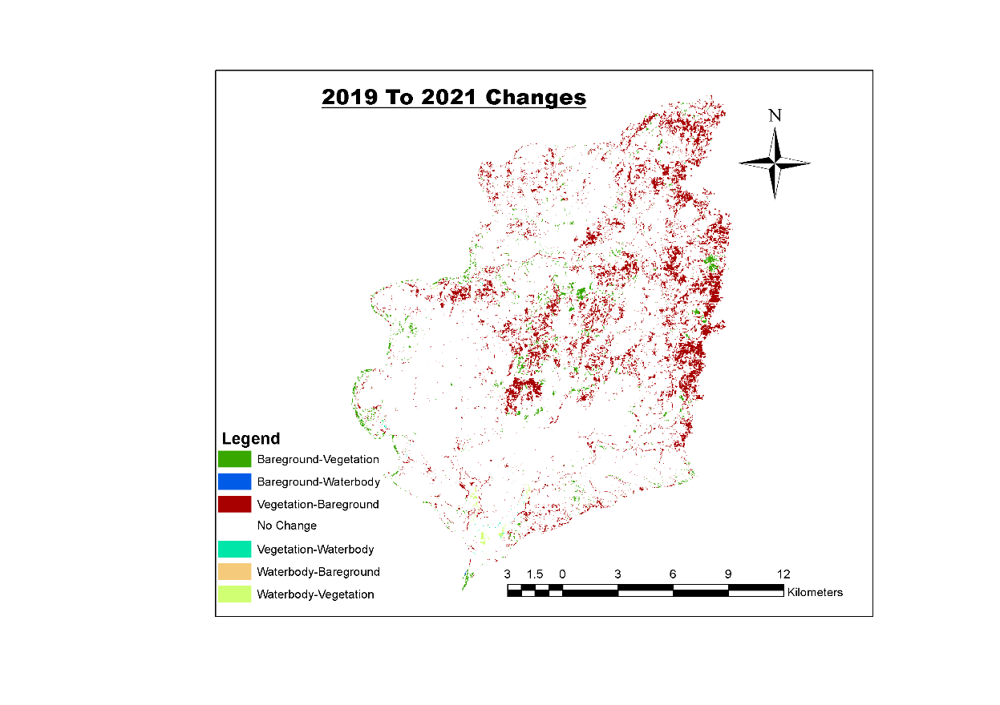 2019 To 2021 Changes
N
Legend
Bareground-Vegetation
Bareground-Waterbody
Vegetation-Bareground
No Change
Vegetation-Waterbody
Waterbody-Bareground
Waterbody-Vegetation
3 1.5 0 3 6 9 12
Kilometers